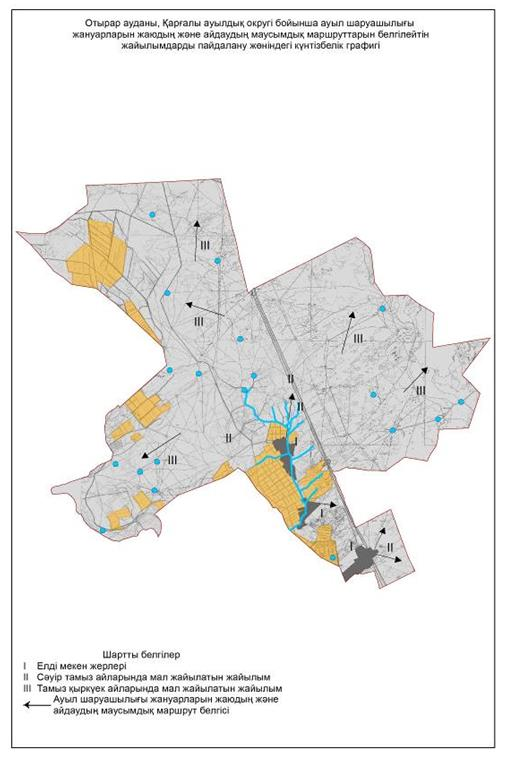 Отырар ауданы, Қарғалы ауылдық округі бойынша ауыл шаруашылығы
жануарларын жаюдың және айдаудың маусымдық маршруттарын белгілейтін
жайылымдарды пайдалану жөніндегі күнтізбелік графигі
III
III
III
III
II
II
II
I
III
I
I
II
Шартты белгілер
I Елді мекен жерлері
II Сәуір тамыз айларында мал жайылатын жайылым
III Тамыз қыркүек айларында мал жайылатын жайылым
Ауыл шаруашылығы жануарларын жаюдың және
айдаудың маусымдық маршрут белгісі